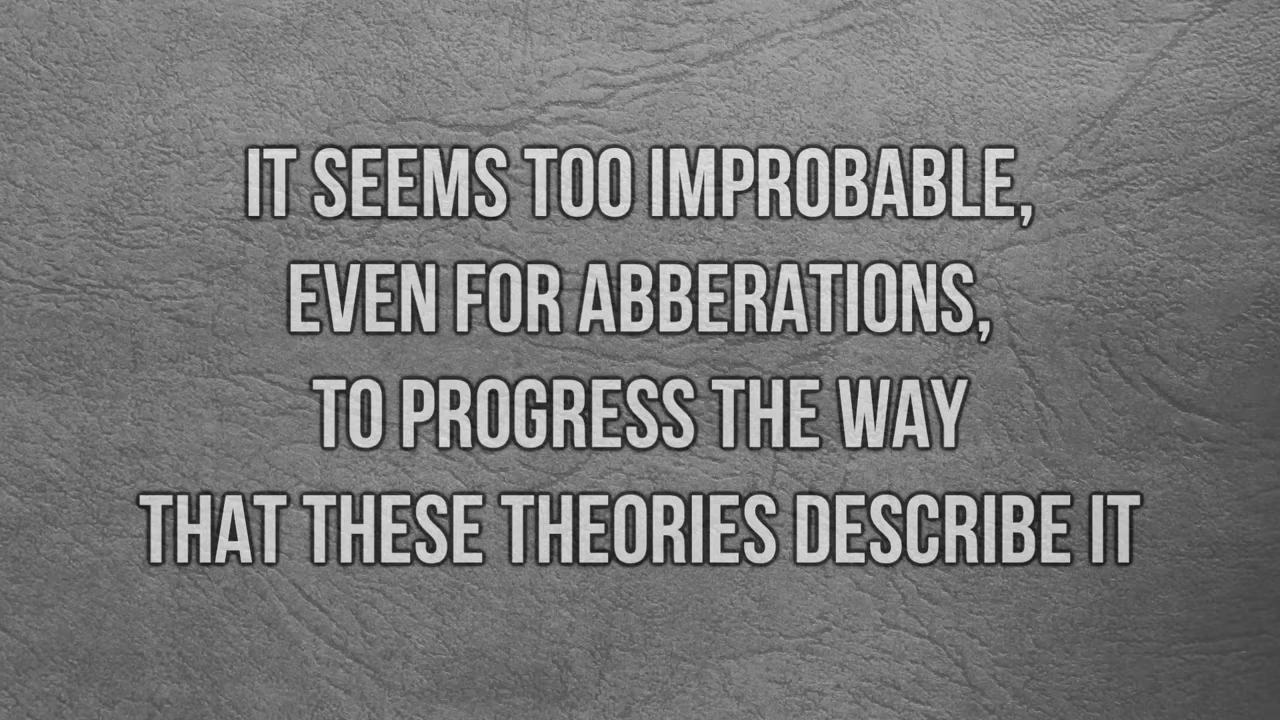 IT SEEMS TOO IMPROBABLE,
EVEN FOR ABBERATIONS,
TO PROGRESS THE WAY
THAT THESE THEORIES DESCRIBE IT